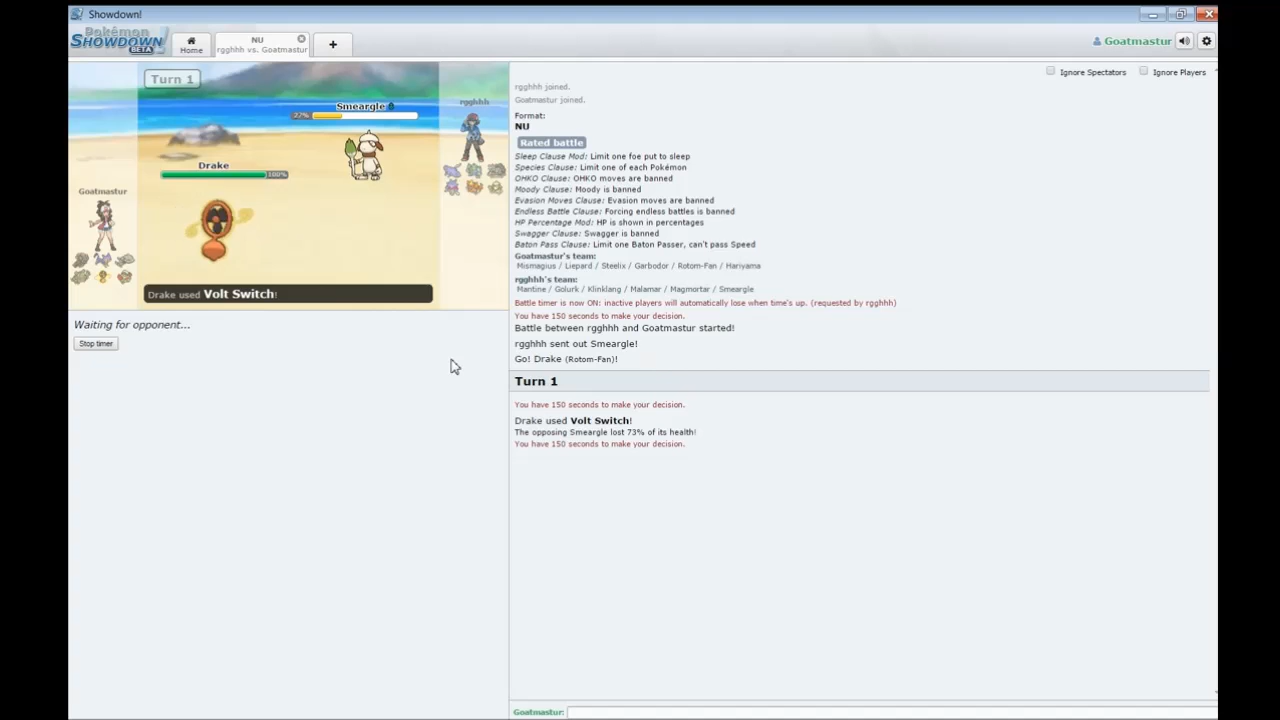 Showdown!
Pokémon
SHOWDOWN
BETA
Home
NU
rgghhh vs. Goatmastur
+
Goatmastur
Turn 1
Smeargle
27%
rgghhh
Drake
100%
Goatmastur
Drake used Volt Switch!
Waiting for opponent...
Stop timer
Ignore Spectators
Ignore Players
rgghhh joined.
Goatmastur joined.
Format:
NU
Rated battle
Sleep Clause Mod: Limit one foe put to sleep
Species Clause: Limit one of each Pokémon
OHKO Clause: OHKO moves are banned
Moody Clause: Moody is banned
Evasion Moves Clause: Evasion moves are banned
Endless Battle Clause: Forcing endless battles is banned
HP Percentage Mod: HP is shown in percentages
Swagger Clause: Swagger is banned
Baton Pass Clause: Limit one Baton Passer, can't pass Speed
Goatmastur's team:
Mismagius / Liepard / Steelix / Garbodor / Rotom-Fan / Hariyama
rgghhh's team:
Mantine / Golurk / Klinklang / Malamar / Magmortar / Smeargle
Battle timer is now ON: inactive players will automatically lose when time's up. (requested by rgghhh)
You have 150 seconds to make your decision.
Battle between rgghhh and Goatmastur started!
rgghhh sent out Smeargle!
Go! Drake (Rotom-Fan)!
Turn 1
You have 150 seconds to make your decision.
Drake used Volt Switch!
The opposing Smeargle lost 73% of its health!
You have 150 seconds to make your decision.
Goatmastur: